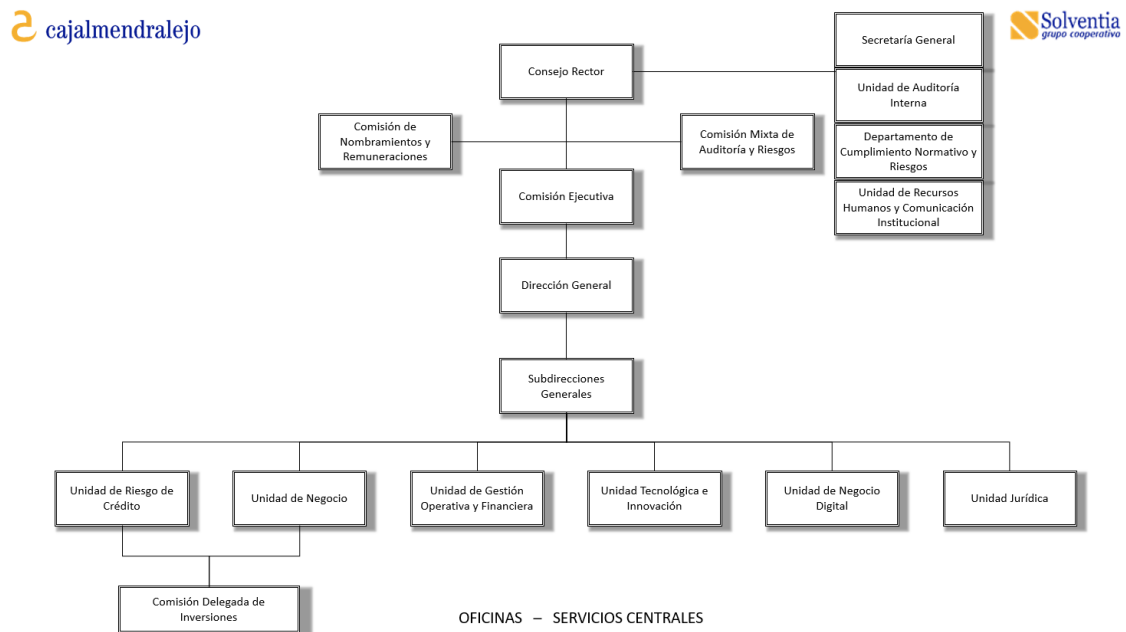 cajalmendralejo
Solventia
grupo cooperativo
Secretaría General
Consejo Rector
Unidad de Auditoría
Interna
Comisión de
Nombramientos y
Remuneraciones
Comisión Mixta de
Auditoría y Riesgos
Departamento de
Cumplimiento Normativo y
Riesgos
Comisión Ejecutiva
Unidad de Recursos
Humanos y Comunicación
Institucional
Dirección General
Subdirecciones
Generales
Unidad de Riesgo de
Crédito
Unidad de Negocio
Unidad de Gestión
Operativa y Financiera
Unidad Tecnológica e
Innovación
Unidad de Negocio
Digital
Unidad Jurídica
Comisión Delegada de
Inversiones
OFICINAS – SERVICIOS CENTRALES